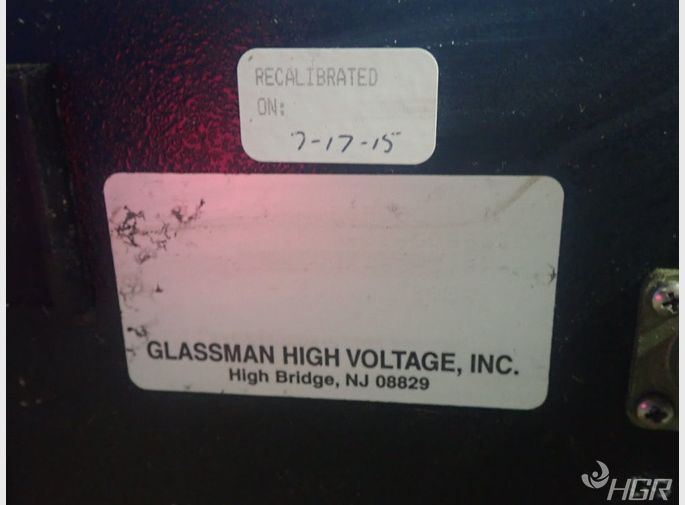 RECALIBRATED
ON:
7-17-15
GLASSMAN HIGH VOLTAGE, INC.
High Bridge, NJ 08829
HGR